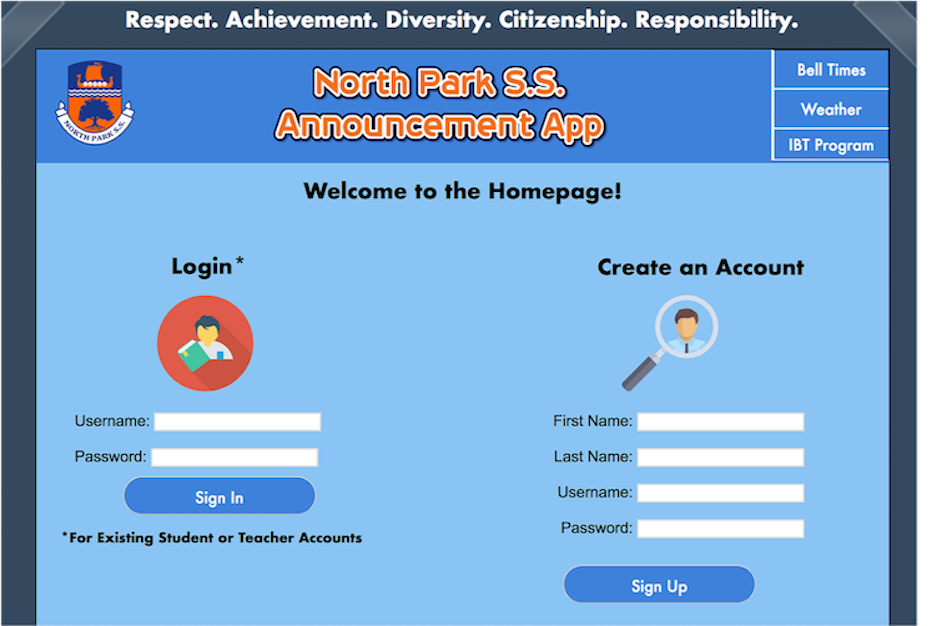 Respect. Achievement. Diversity. Citizenship. Responsibility.
NORTH PARK S.S.
North Park S.S.
Announcement App
Bell Times
Weather
IBT Program
Welcome to the Homepage!
Login*
Create an Account
Username:
Password:
Sign In
*For Existing Student or Teacher Accounts
First Name:
Last Name:
Username:
Password:
Sign Up